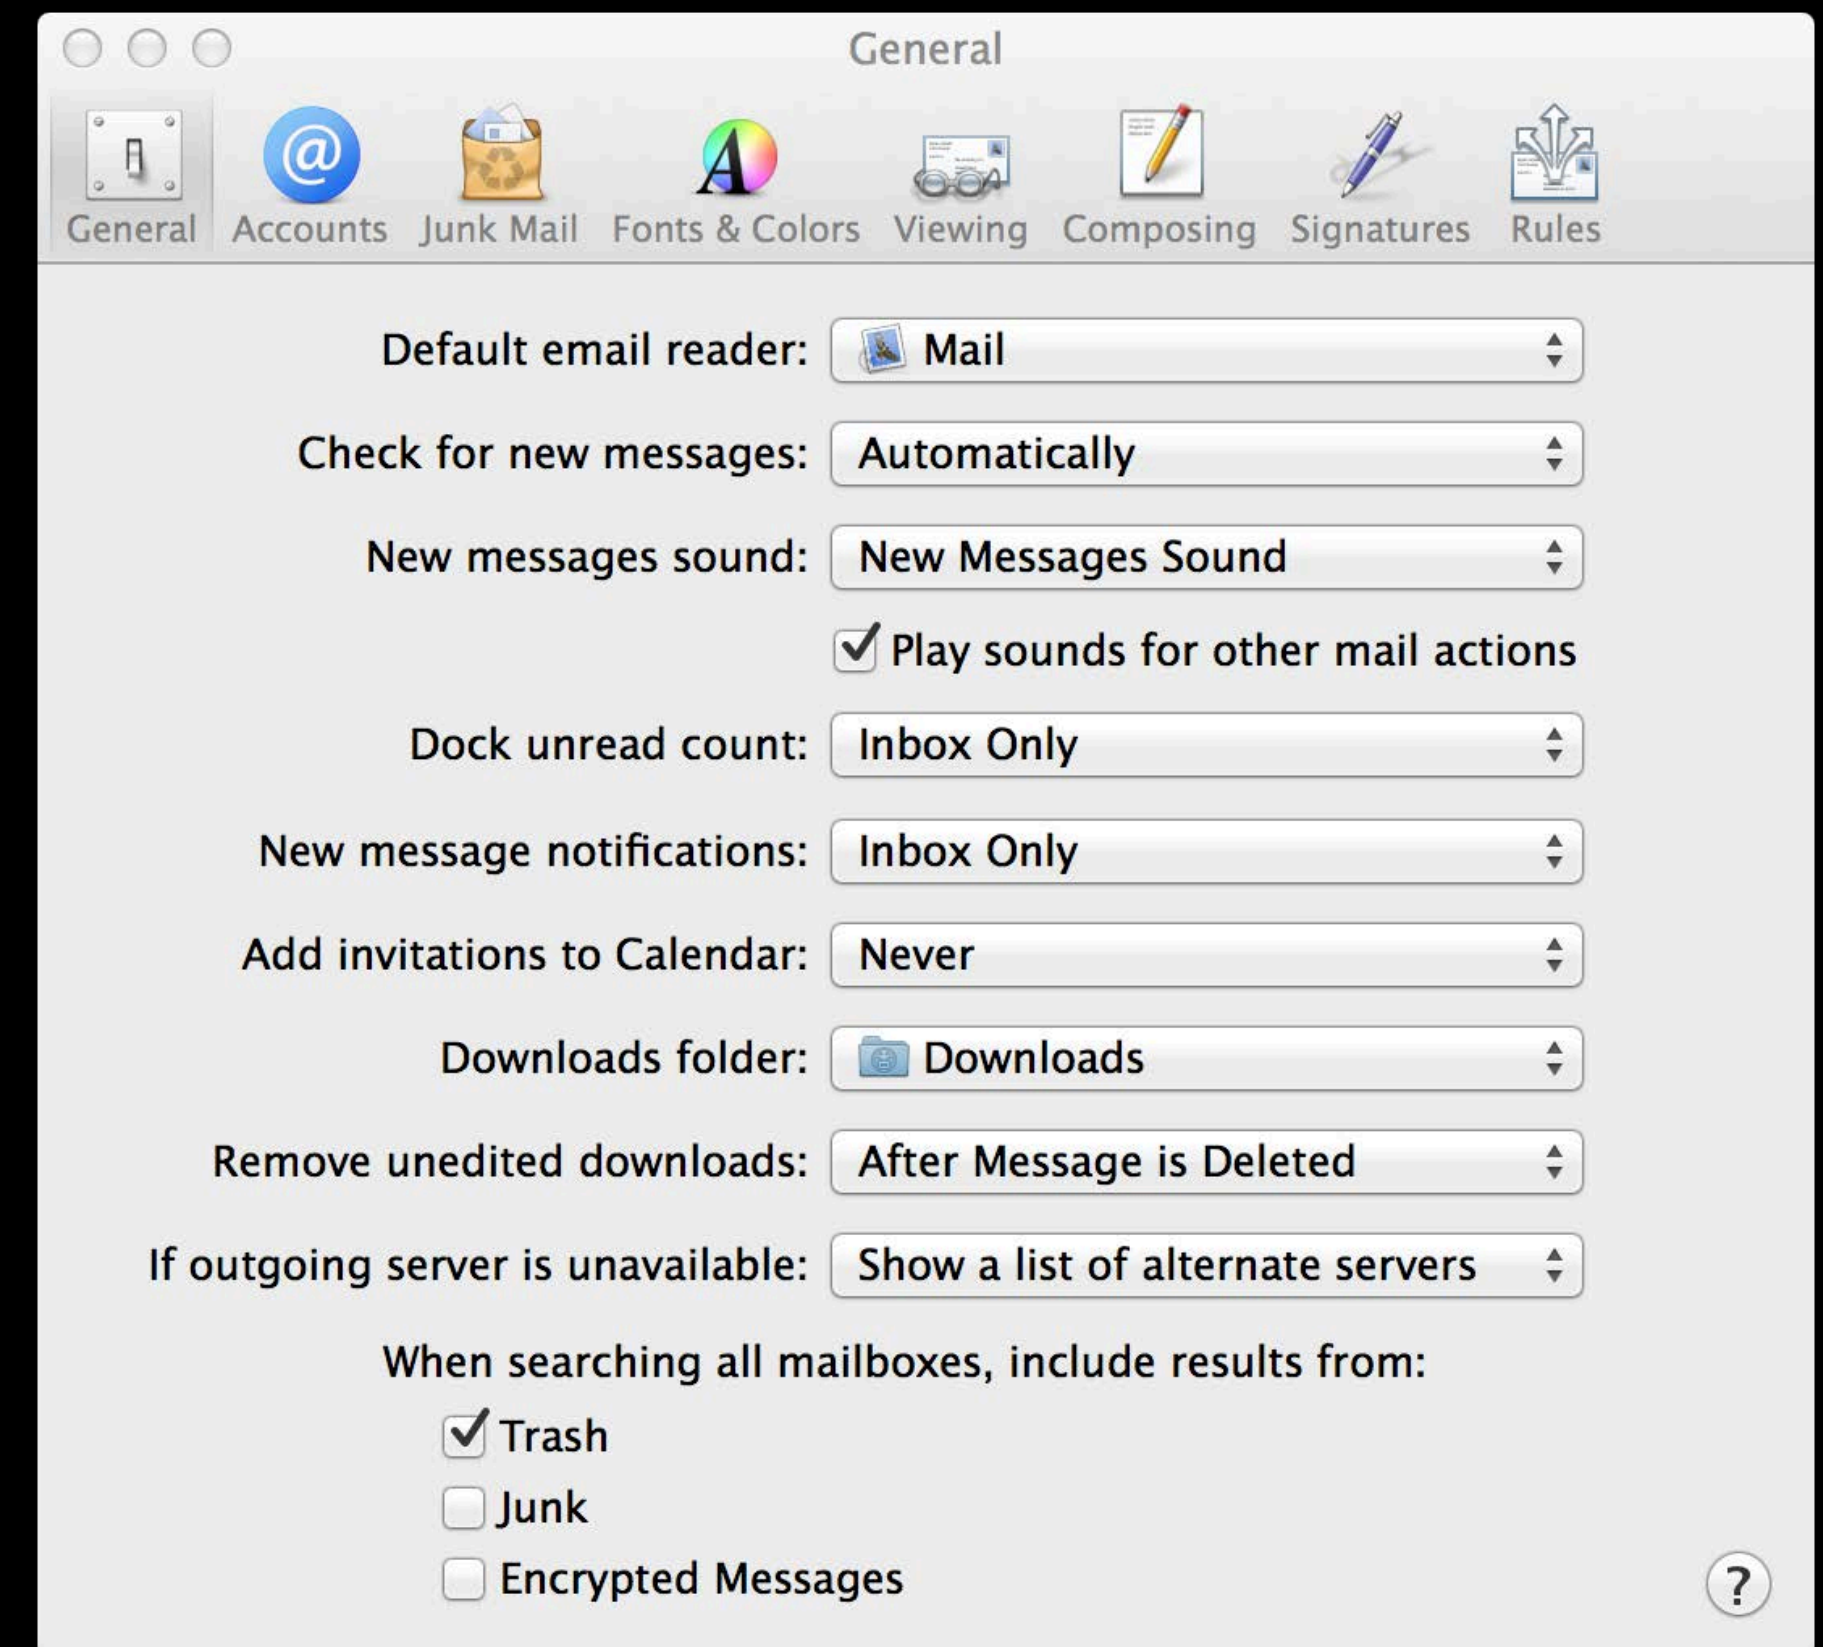 General
General Accounts Junk Mail Fonts & Colors Viewing Composing Signatures Rules
Default email reader: Mail
Check for new messages: Automatically
New messages sound: New Messages Sound
Play sounds for other mail actions
Dock unread count: Inbox Only
New message notifications: Inbox Only
Add invitations to Calendar: Never
Downloads folder: Downloads
Remove unedited downloads: After Message is Deleted
If outgoing server is unavailable: Show a list of alternate servers
When searching all mailboxes, include results from:
Trash
Junk
Encrypted Messages
?